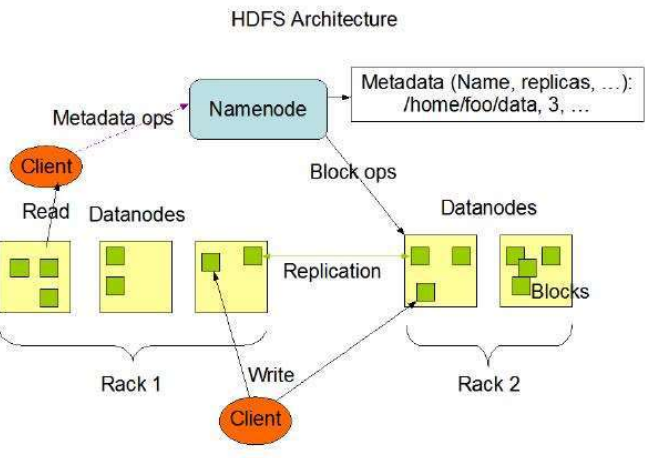 HDFS Architecture
Metadata (Name, replicas, ...):
/home/foo/data, 3, ...
Namenode
Metadata ops
Client
Block ops
Read
Datanodes
Datanodes
Replication
Blocks
Rack 1
Write
Rack 2
Client